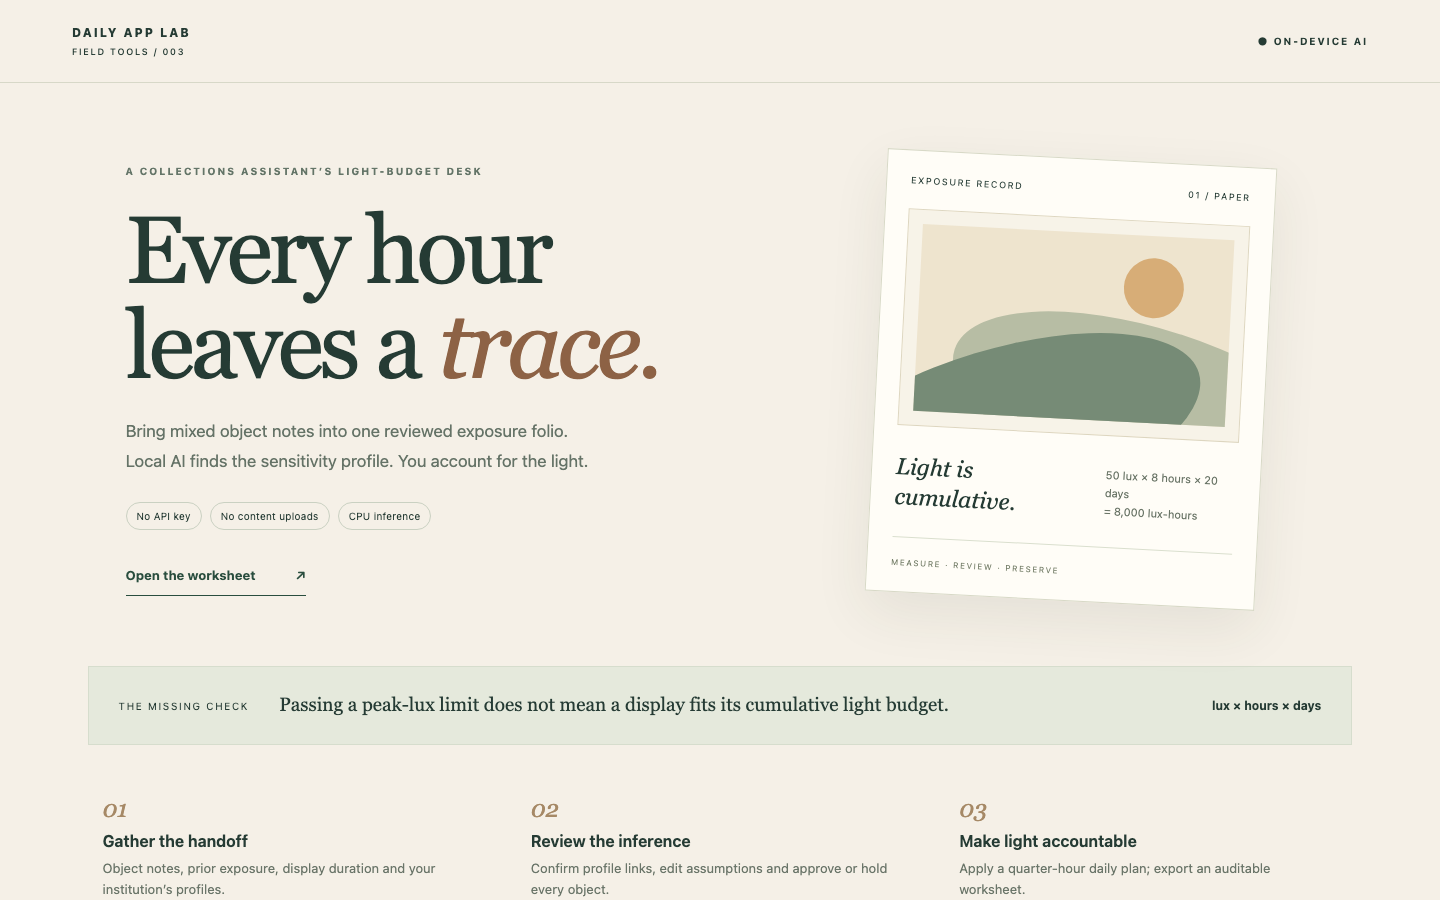 DAILY APP LAB
FIELD TOOLS / 003
ON-DEVICE AI
A COLLECTIONS ASSISTANT’S LIGHT-BUDGET DESK
Every hour
leaves a trace.
Bring mixed object notes into one reviewed exposure folio.
Local AI finds the sensitivity profile. You account for the light.
No API key
No content uploads
CPU inference
Open the worksheet ↗
EXPOSURE RECORD
01 / PAPER
Light is
cumulative.
50 lux × 8 hours × 20
days
= 8,000 lux-hours
MEASURE · REVIEW · PRESERVE
THE MISSING CHECK
Passing a peak-lux limit does not mean a display fits its cumulative light budget.
lux × hours × days
01
Gather the handoff
Object notes, prior exposure, display duration and your
institution’s profiles.
02
Review the inference
Confirm profile links, edit assumptions and approve or hold
every object.
03
Make light accountable
Apply a quarter-hour daily plan; export an auditable
worksheet.